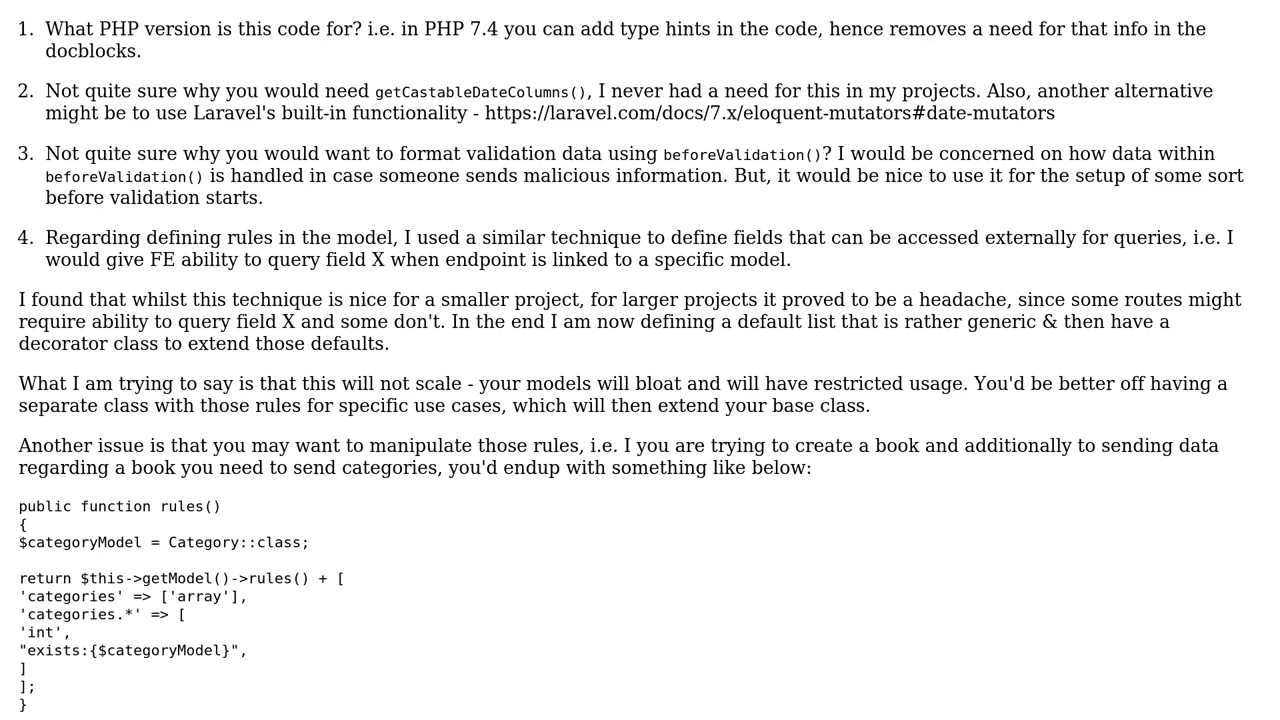 1. What PHP version is this code for? i.e. in PHP 7.4 you can add type hints in the code, hence removes a need for that info in the
docblocks.
2. Not quite sure why you would need getCastableDateColumns(), I never had a need for this in my projects. Also, another alternative
might be to use Laravel's built-in functionality - https://laravel.com/docs/7.x/eloquent-mutators#date-mutators
3. Not quite sure why you would want to format validation data using beforeValidation()? I would be concerned on how data within
beforeValidation() is handled in case someone sends malicious information. But, it would be nice to use it for the setup of some sort
before validation starts.
4. Regarding defining rules in the model, I used a similar technique to define fields that can be accessed externally for queries, i.e. I
would give FE ability to query field X when endpoint is linked to a specific model.
I found that whilst this technique is nice for a smaller project, for larger projects it proved to be a headache, since some routes might
require ability to query field X and some don't. In the end I am now defining a default list that is rather generic & then have a
decorator class to extend those defaults.
What I am trying to say is that this will not scale - your models will bloat and will have restricted usage. You'd be better off having a
separate class with those rules for specific use cases, which will then extend your base class.
Another issue is that you may want to manipulate those rules, i.e. I you are trying to create a book and additionally to sending data
regarding a book you need to send categories, you'd endup with something like below:
public function rules()
{
$categoryModel = Category::class;
return $this->getModel()->rules() + [
'categories' => ['array'],
'categories.*' => [
'int',
"exists:{$categoryModel}",
]
];
}